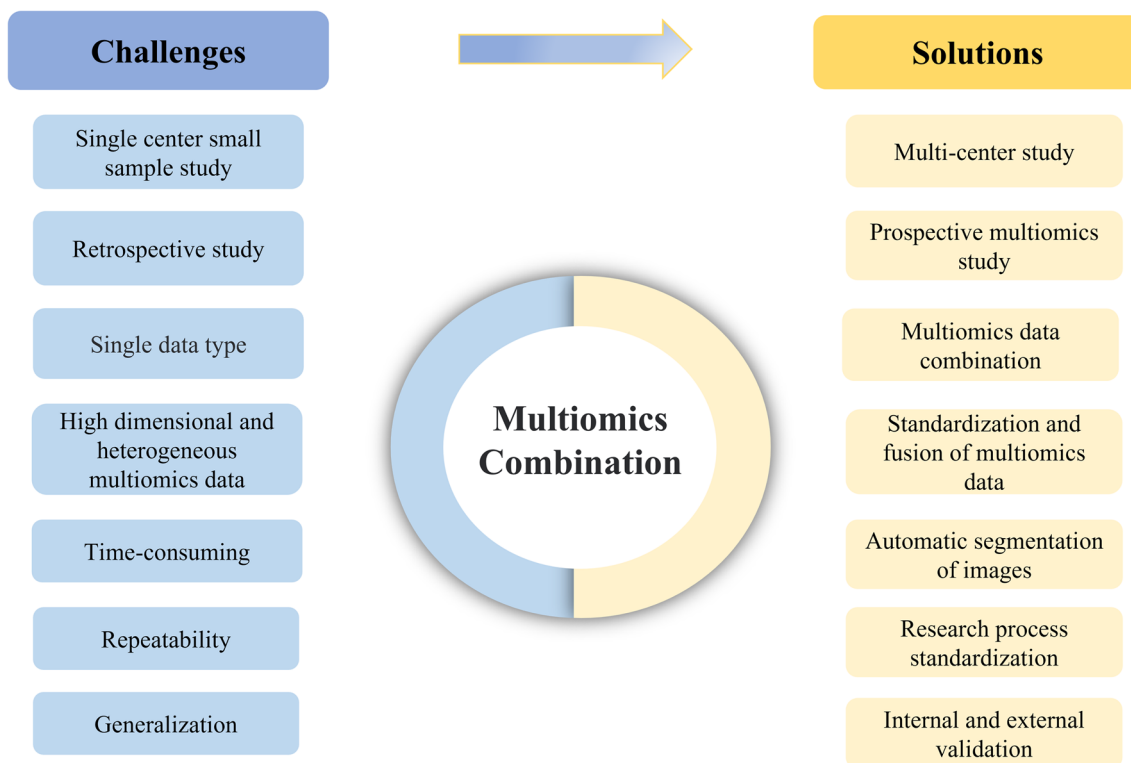 Challenges
Solutions
Single center small
sample study
Retrospective study
Single data type
High dimensional and
heterogeneous
multiomics data
Time-consuming
Repeatability
Generalization
Multiomics
Combination
Multi-center study
Prospective multiomics
study
Multiomics data
combination
Standardization and
fusion of multiomics
data
Automatic segmentation
of images
Research process
standardization
Internal and external
validation